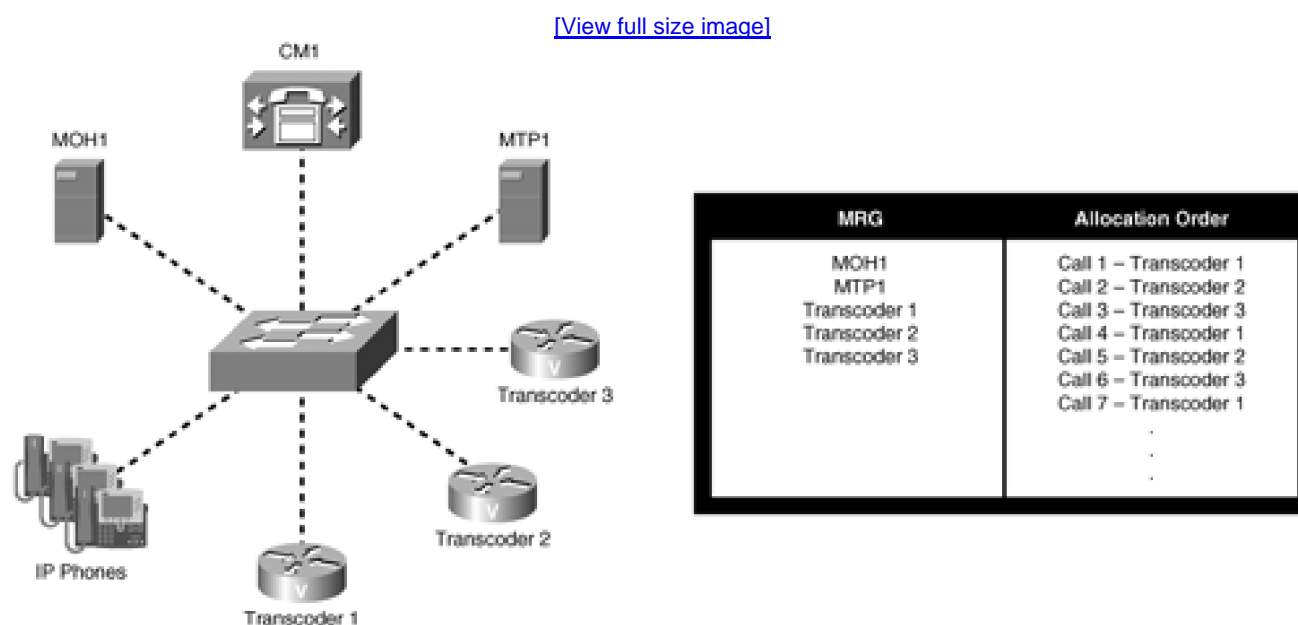 [View full size image]
CM1
MOH1
MTP1
Transcoder 3
Transcoder 2
IP Phones
Transcoder 1
V
V
V
MRG Allocation Order
MOH1 Call 1 – Transcoder 1
MTP1 Call 2 – Transcoder 2
Transcoder 1 Call 3 – Transcoder 3
Transcoder 2 Call 4 – Transcoder 1
Transcoder 3 Call 5 – Transcoder 2
Call 6 – Transcoder 3
Call 7 – Transcoder 1
.
.
.